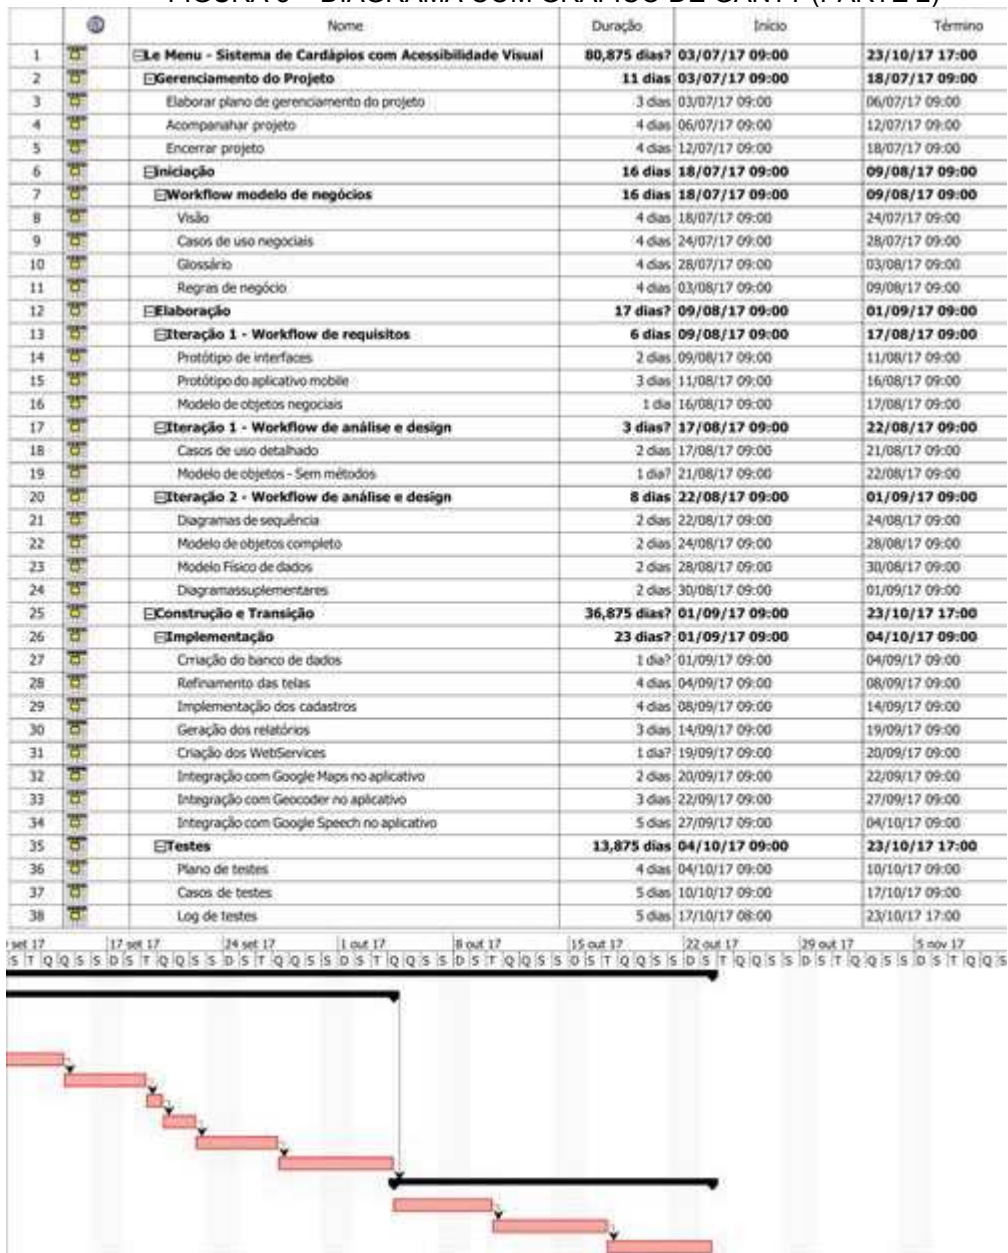 FIGURA 5 – DIAGRAMA COM GRÁFICO DE GANTT (PARTE 2)
Nome Duração Início Término
1 Le Menu - Sistema de Cardápios com Acessibilidade Visual 80,875 dias? 03/07/17 09:00 23/10/17 17:00
2 Gerenciamento do Projeto 11 dias 03/07/17 09:00 18/07/17 09:00
3 Elaborar plano de gerenciamento do projeto 3 dias 03/07/17 09:00 06/07/17 09:00
4 Acompanahar projeto 4 dias 06/07/17 09:00 12/07/17 09:00
5 Encerrar projeto 4 dias 12/07/17 09:00 18/07/17 09:00
6 Iniciação 16 dias 18/07/17 09:00 09/08/17 09:00
7 Workflow modelo de negócios 16 dias 18/07/17 09:00 09/08/17 09:00
8 Visão 4 dias 18/07/17 09:00 24/07/17 09:00
9 Casos de uso negociais 4 dias 24/07/17 09:00 28/07/17 09:00
10 Glossário 4 dias 28/07/17 09:00 03/08/17 09:00
11 Regras de negócio 4 dias 03/08/17 09:00 09/08/17 09:00
12 Elaboração 17 dias? 09/08/17 09:00 01/09/17 09:00
13 Iteração 1 - Workflow de requisitos 6 dias 09/08/17 09:00 17/08/17 09:00
14 Protótipo de interfaces 2 dias 09/08/17 09:00 11/08/17 09:00
15 Protótipo do aplicativo mobile 3 dias 11/08/17 09:00 16/08/17 09:00
16 Modelo de objetos negociais 1 dia 16/08/17 09:00 17/08/17 09:00
17 Iteração 1 - Workflow de análise e design 3 dias? 17/08/17 09:00 22/08/17 09:00
18 Casos de uso detalhado 2 dias 17/08/17 09:00 21/08/17 09:00
19 Modelo de objetos - Sem métodos 1 dia? 21/08/17 09:00 22/08/17 09:00
20 Iteração 2 - Workflow de análise e design 8 dias 22/08/17 09:00 01/09/17 09:00
21 Diagramas de sequência 2 dias 22/08/17 09:00 24/08/17 09:00
22 Modelo de objetos completo 2 dias 24/08/17 09:00 28/08/17 09:00
23 Modelo Físico de dados 2 dias 28/08/17 09:00 30/08/17 09:00
24 Diagramassuplementares 2 dias 30/08/17 09:00 01/09/17 09:00
25 Construção e Transição 36,875 dias? 01/09/17 09:00 23/10/17 17:00
26 Implementação 23 dias? 01/09/17 09:00 04/10/17 09:00
27 Crriação do banco de dados 1 dia? 01/09/17 09:00 04/09/17 09:00
28 Refinamento das telas 4 dias 04/09/17 09:00 08/09/17 09:00
29 Implementação dos cadastros 4 dias 08/09/17 09:00 14/09/17 09:00
30 Geração dos relatórios 3 dias 14/09/17 09:00 19/09/17 09:00
31 Criação dos WebServices 1 dia? 19/09/17 09:00 20/09/17 09:00
32 Integração com Google Maps no aplicativo 2 dias 20/09/17 09:00 22/09/17 09:00
33 Integração com Geocoder no aplicativo 3 dias 22/09/17 09:00 27/09/17 09:00
34 Integração com Google Speech no aplicativo 5 dias 27/09/17 09:00 04/10/17 09:00
35 Testes 13,875 dias 04/10/17 09:00 23/10/17 17:00
36 Plano de testes 4 dias 04/10/17 09:00 10/10/17 09:00
37 Casos de testes 5 dias 10/10/17 09:00 17/10/17 09:00
38 Log de testes 5 dias 17/10/17 08:00 23/10/17 17:00
set 17 17 set 17 24 set 17 1 out 17 8 out 17 15 out 17 22 out 17 29 out 17 5 nov 17
S T Q Q S S D S T Q Q S S D S T Q Q S S D S T Q Q S S D S T Q Q S S D S T Q Q S S D S T Q Q S S D S T Q Q S S D S T Q Q S